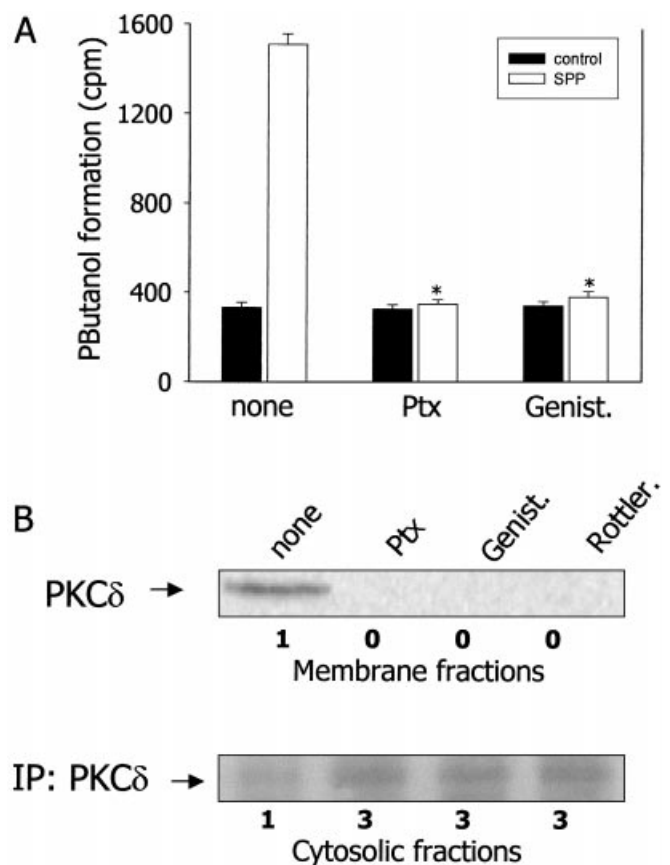 A
PButanol formation (cpm)
1600
1200
800
400
0
control
SPP
*
*
none
Ptx
Genist.
B
none
Ptx
Genist.
Rottler.
PKCδ →
1 0 0 0
Membrane fractions
IP: PKCδ →
1 3 3 3
Cytosolic fractions